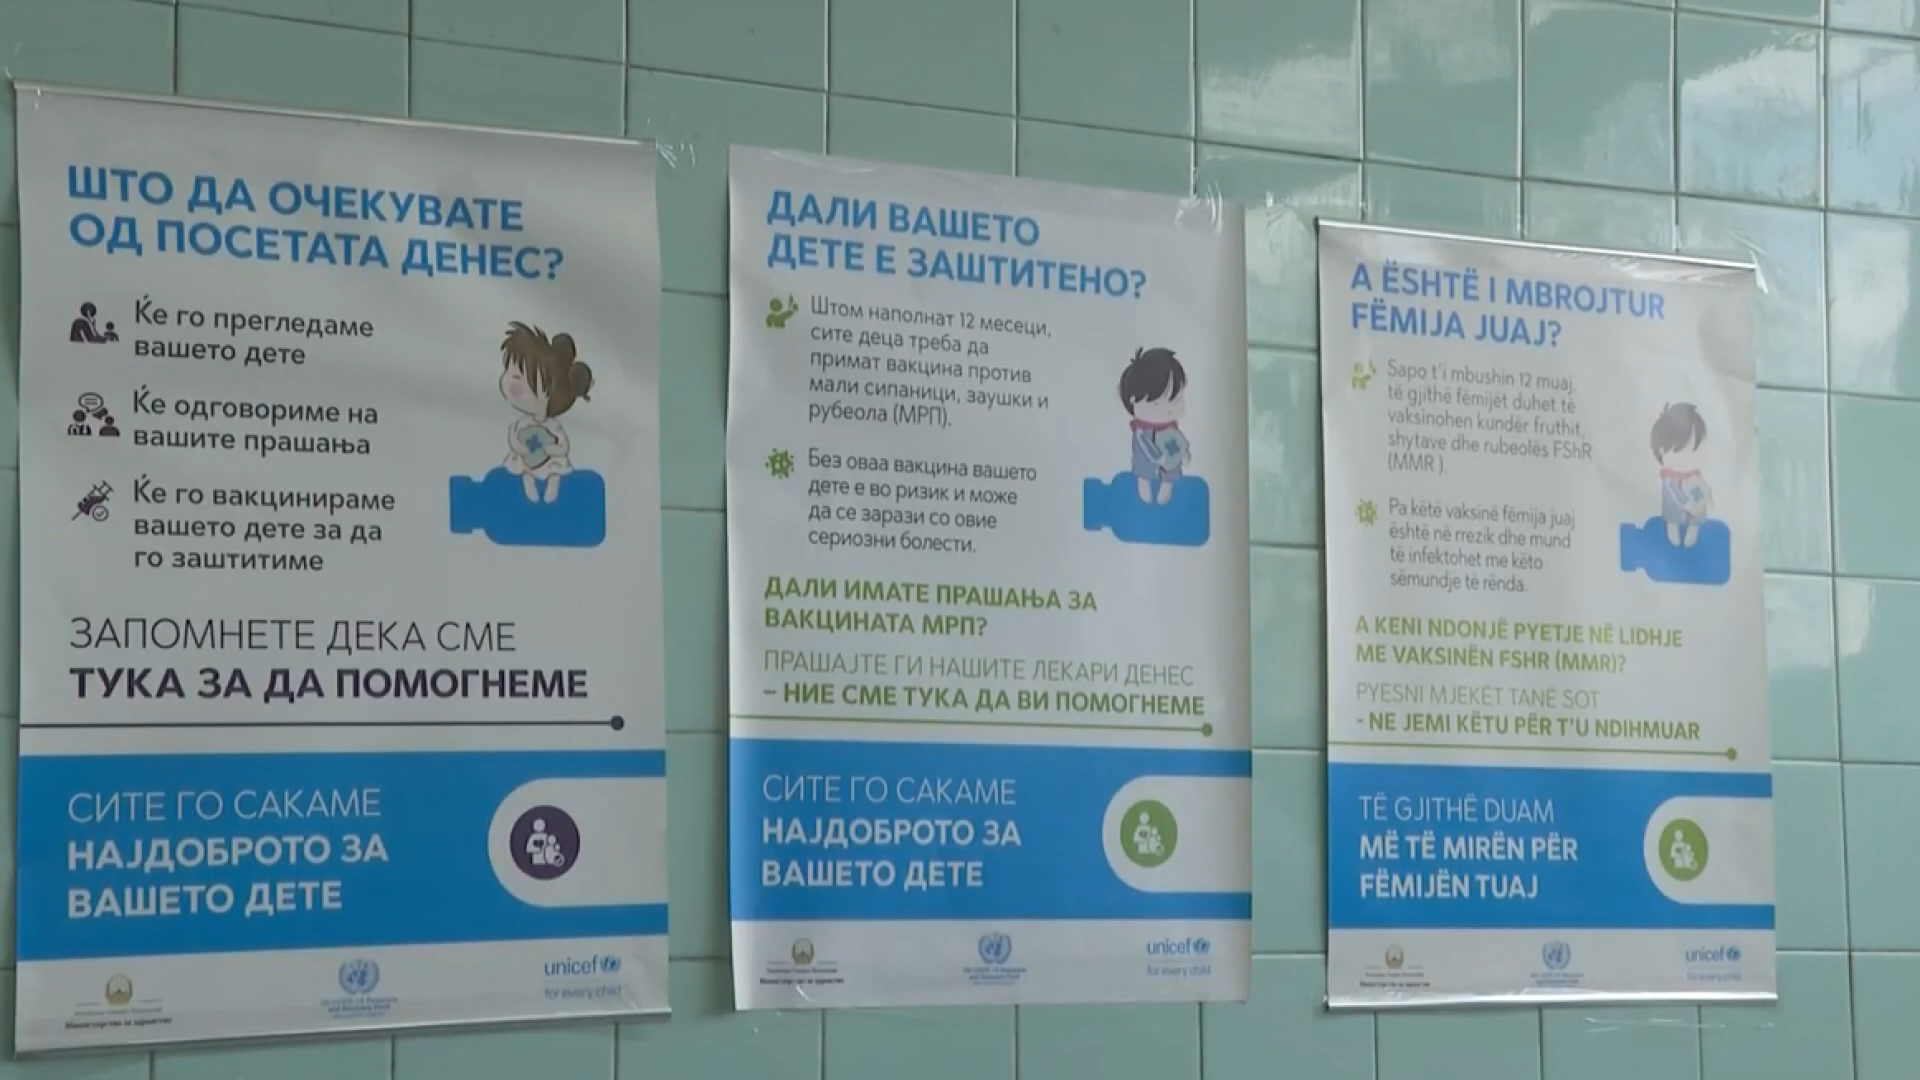 ШТО ДА ОЧЕКУВАТЕ
ОД ПОСЕТАТА ДЕНЕС?
Ќе го прегледаме
вашето дете
Ќе одговориме на
вашите прашања
Ќе го вакцинираме
вашето дете за да
го заштитиме
ЗАПОМНЕТЕ ДЕКА СМЕ
ТУКА ЗА ДА ПОМОГНЕМЕ
СИТЕ ГО САКАМЕ
НАЈДОБРОТО ЗА
ВАШЕТО ДЕТЕ
Министерство за здравство
unicef
for every child
ДАЛИ ВАШЕТО
ДЕТЕ Е ЗАШТИТЕНО?
Штом наполнат 12 месеци,
сите деца треба да
примат вакцина против
мали сипаници, заушки и
рубеола (МРП).
Без оваа вакцина вашето
дете е во ризик и може
да се зарази со овие
сериозни болести.
ДАЛИ ИМАТЕ ПРАШАЊА ЗА
ВАКЦИНАТА МРП?
ПРАШАЈТЕ ГИ НАШИТЕ ЛЕКАРИ ДЕНЕС
– НИЕ СМЕ ТУКА ДА ВИ ПОМОГНЕМЕ
СИТЕ ГО САКАМЕ
НАЈДОБРОТО ЗА
ВАШЕТО ДЕТЕ
Министерство за здравство
unicef
for every child
A ËSHTË I MBROJTUR
FËMIJA JUAJ?
Sapo t'i mbushin 12 muaj,
të gjithë fëmijët duhet të
vaksinohen kundër fruthit,
shytave dhe rubeolës FShR
(MMR ).
Pa këtë vaksinë fëmija juaj
është në rrezik dhe mund
të infektohet me këto
sëmundje të rënda.
A KENI NDONJË PYETJE NË LIDHJE
ME VAKSINËN FSHR (MMR)?
PYESNI MJEKËT TANË SOT
- NE JEMI KËTU PËR T'U NDIHMUAR
TË GJITHË DUAM
MË TË MIRËN PËR
FËMIJËN TUAJ
unicef
for every child